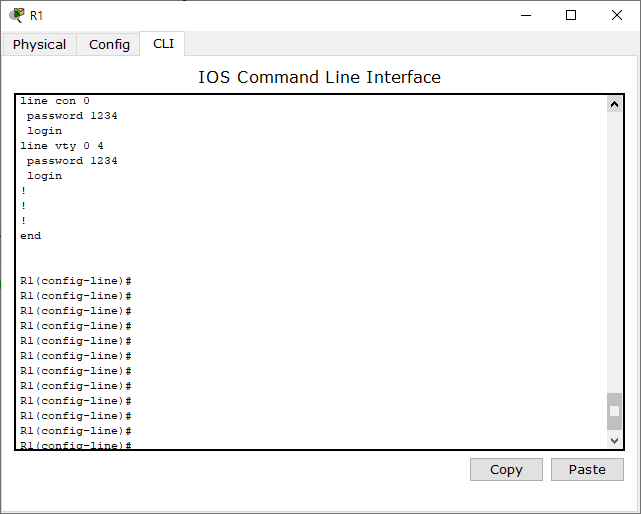 R1
Physical Config CLI
IOS Command Line Interface
line con 0
 password 1234
 login
line vty 0 4
 password 1234
 login
!
!
!
end
R1(config-line)#
R1(config-line)#
R1(config-line)#
R1(config-line)#
R1(config-line)#
R1(config-line)#
R1(config-line)#
R1(config-line)#
R1(config-line)#
R1(config-line)#
R1(config-line)#
R1(config-line)#
Copy Paste